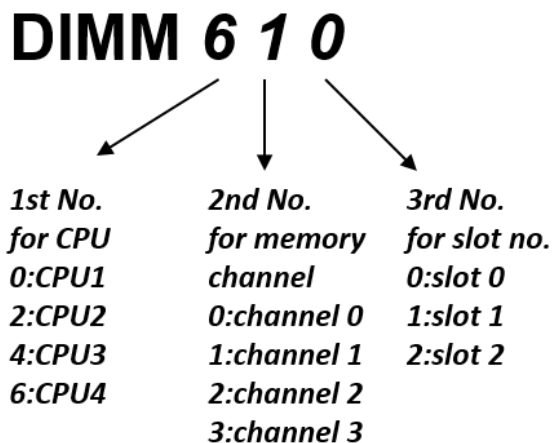 DIMM 6 1 0
1st No.
for CPU
0:CPU1
2:CPU2
4:CPU3
6:CPU4
2nd No.
for memory
channel
0:channel 0
1:channel 1
2:channel 2
3:channel 3
3rd No.
for slot no.
0:slot 0
1:slot 1
2:slot 2